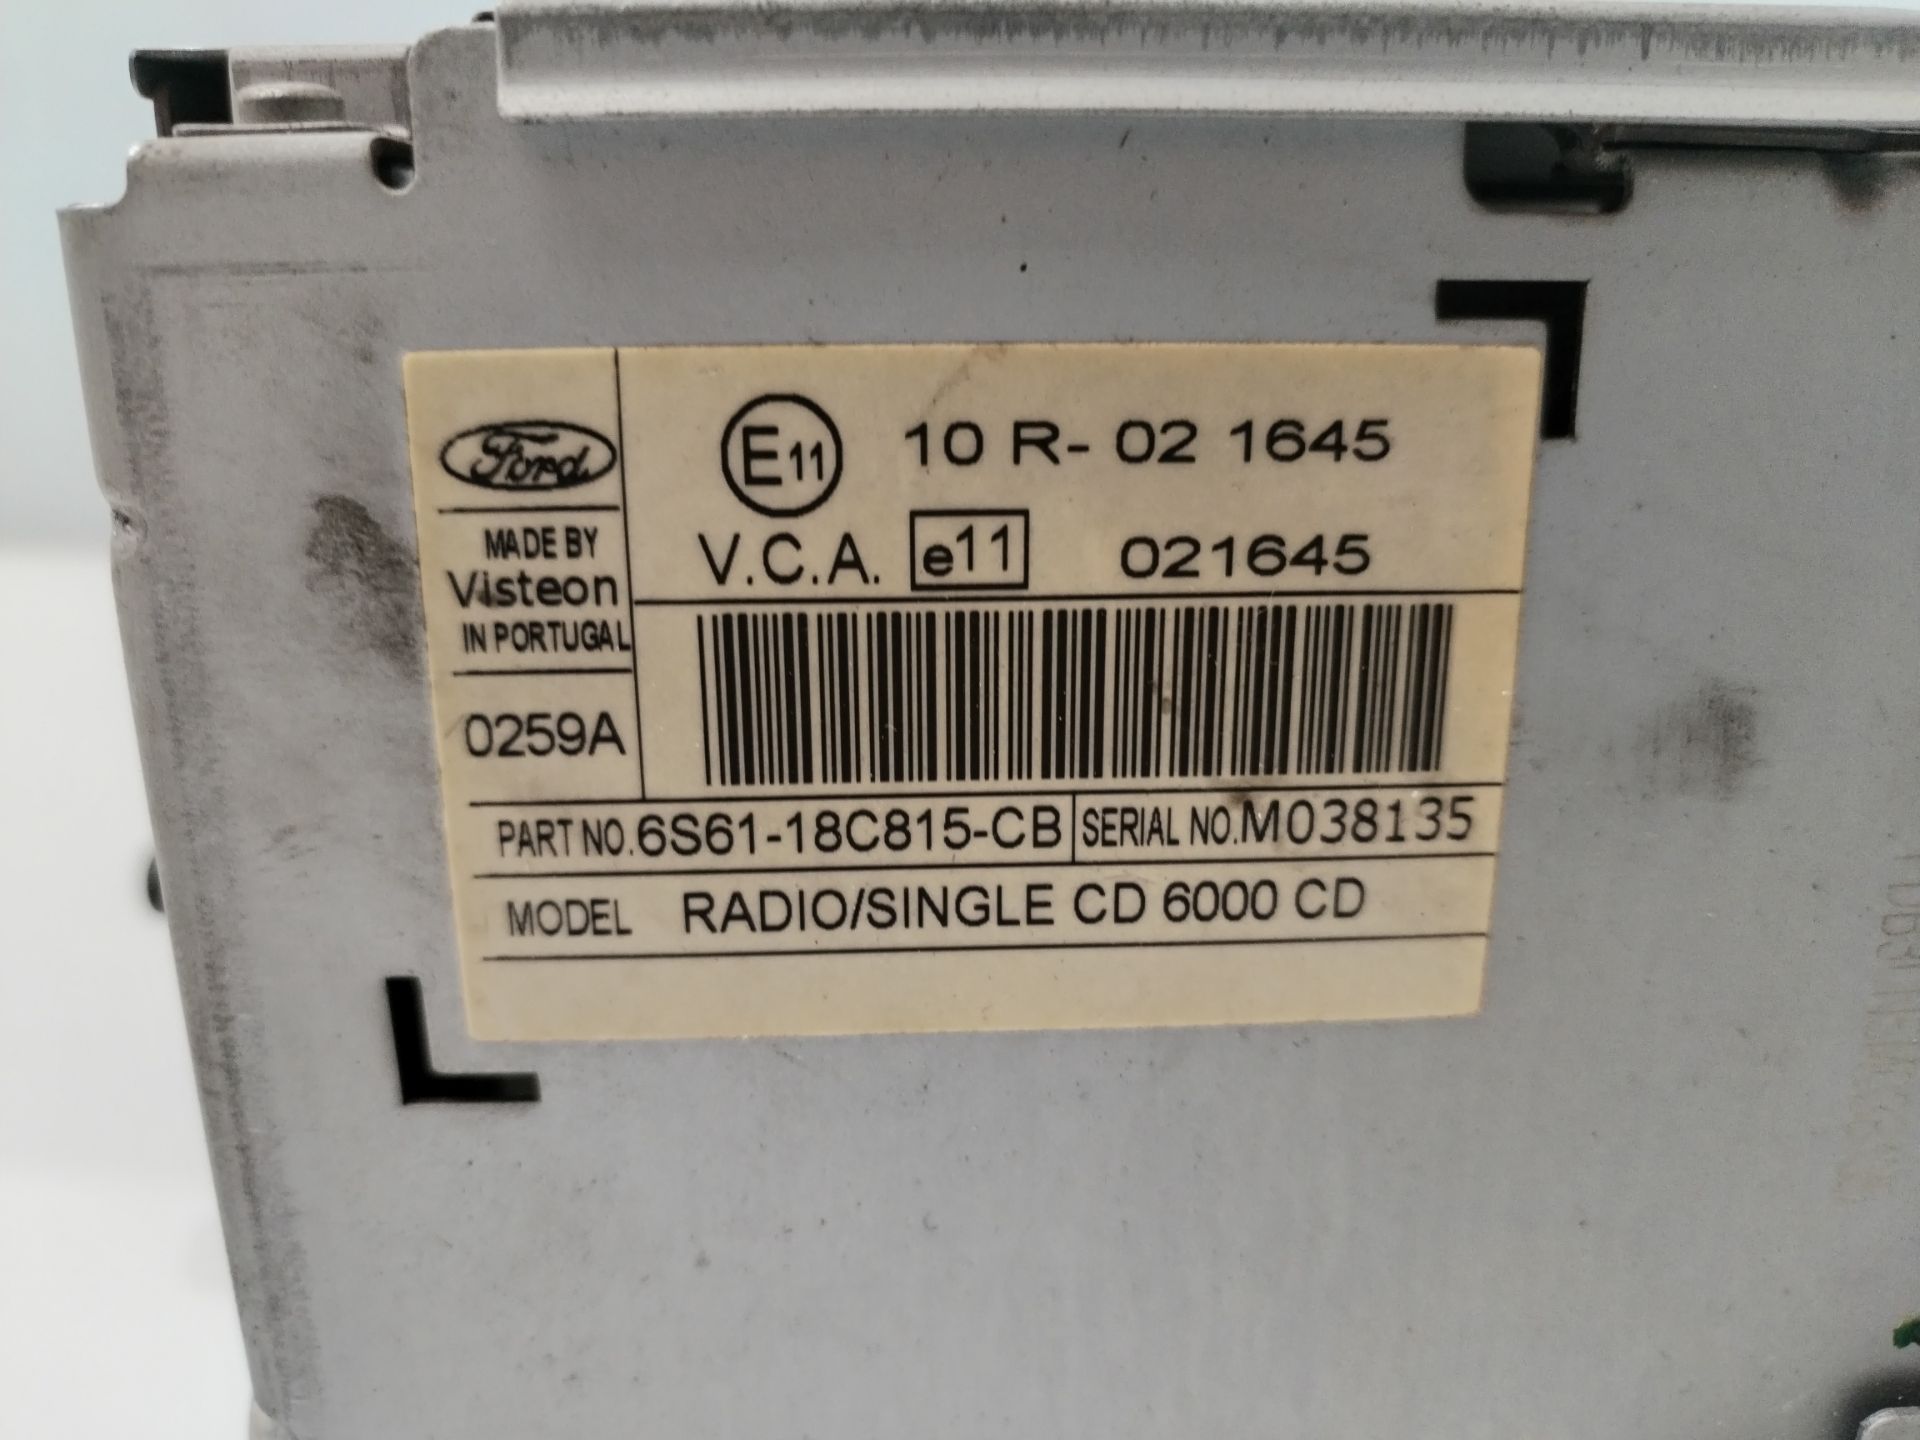 Ford
MADE BY
Visteon
IN PORTUGAL
0259A
E11 10 R- 02 1645
V.C.A. e11 021645
PART NO. 6S61-18C815-CB SERIAL NO. M038135
MODEL RADIO/SINGLE CD 6000 CD